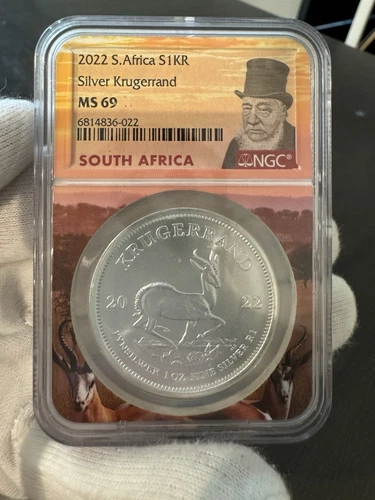 2022 S.Africa S1KR
Silver Krugerrand
MS 69
6814836-022
SOUTH AFRICA
NGC®
KRUGERRAND
20 22
FYNSILWER 1 OZ FINE SILVER R1